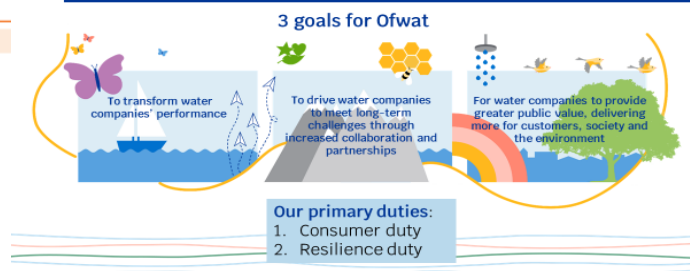 3 goals for Ofwat
To transform water
companies' performance
To drive water companies
to meet long-term
challenges through
increased collaboration and
partnerships
For water companies to provide
greater public value, delivering
more for customers, society and
the environment
Our primary duties:
1. Consumer duty
2. Resilience duty